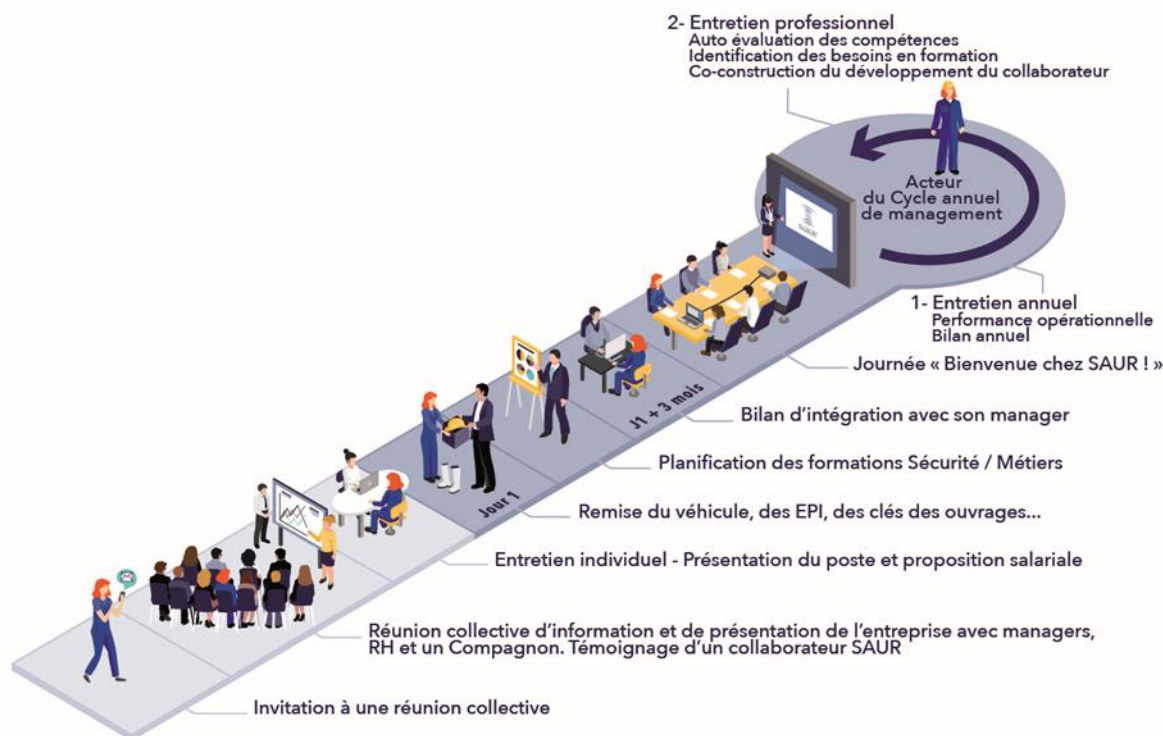 2- Entretien professionnel
Auto évaluation des compétences
Identification des besoins en formation
Co-construction du développement du collaborateur
Acteur
du Cycle annuel
de management
1- Entretien annuel
Performance opérationnelle
Bilan annuel
Journée « Bienvenue chez SAUR ! »
J1 + 3 mois
Bilan d’intégration avec son manager
Planification des formations Sécurité / Métiers
Jour 1
Remise du véhicule, des EPI, des clés des ouvrages...
Entretien individuel - Présentation du poste et proposition salariale
Réunion collective d’information et de présentation de l’entreprise avec managers,
RH et un Compagnon. Témoignage d’un collaborateur SAUR
Invitation à une réunion collective